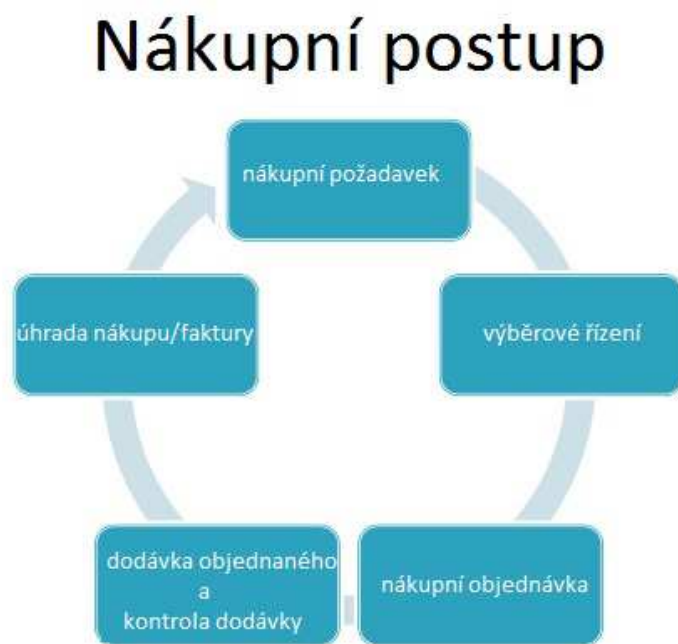 Nákupní postup
nákupní požadavek
výběrové řízení
nákupní objednávka
dodávka objednaného
a
kontrola dodávky
úhrada nákupu/faktury